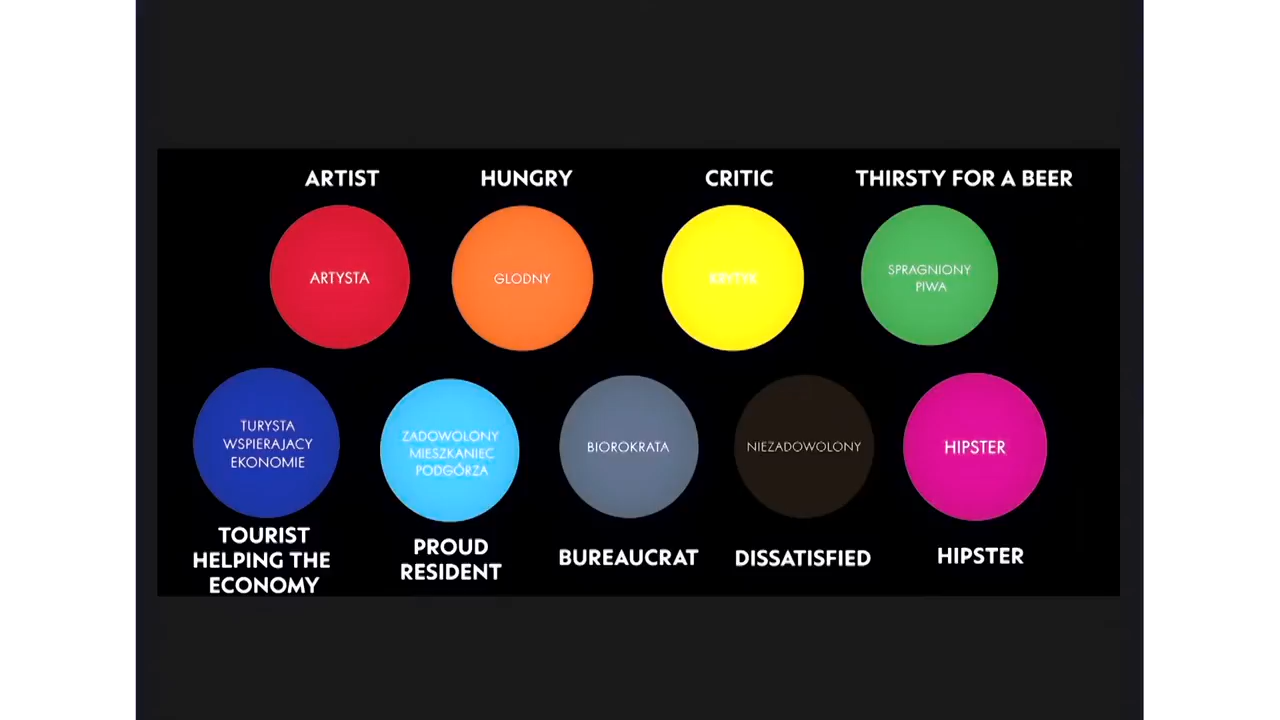 ARTIST
HUNGRY
CRITIC
THIRSTY FOR A BEER
ARTYSTA
GLODNY
KRYTYK
SPRAGNIONY
PIWA
TURYSTA
WSPIERAJACY
EKONOMIE
ZADOWOLONY
MIESZKANIEC
PODGÓRZA
BIOROKRATA
NIEZADOWOLONY
HIPSTER
TOURIST
HELPING THE
ECONOMY
PROUD
RESIDENT
BUREAUCRAT
DISSATISFIED
HIPSTER